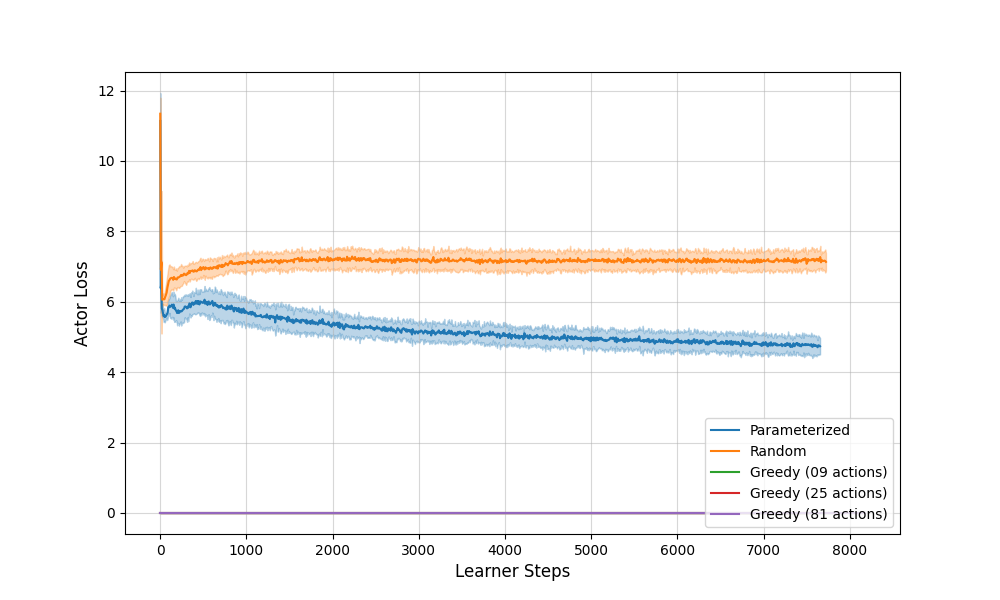 12
10
8
6
4
2
0
Actor Loss
0 1000 2000 3000 4000 5000 6000 7000 8000
Learner Steps
Parameterized
Random
Greedy (09 actions)
Greedy (25 actions)
Greedy (81 actions)